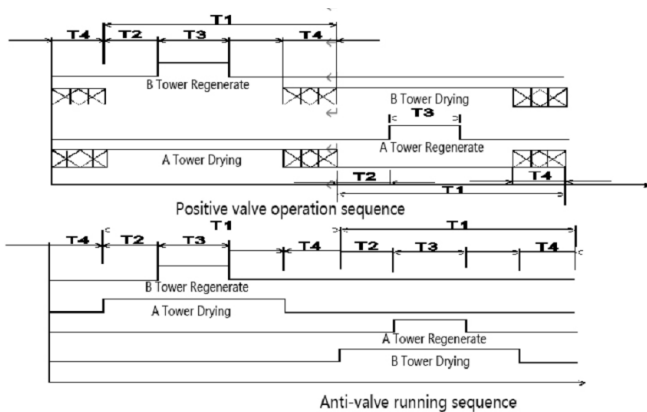 T1
T4 T2 T3 T4
B Tower Regenerate
B Tower Drying
T3
A Tower Regenerate
A Tower Drying
T2 T4
T1
Positive valve operation sequence
T1 T1
T4 T2 T3 T4 T2 T3 T4
B Tower Regenerate
A Tower Drying
A Tower Regenerate
B Tower Drying
Anti-valve running sequence